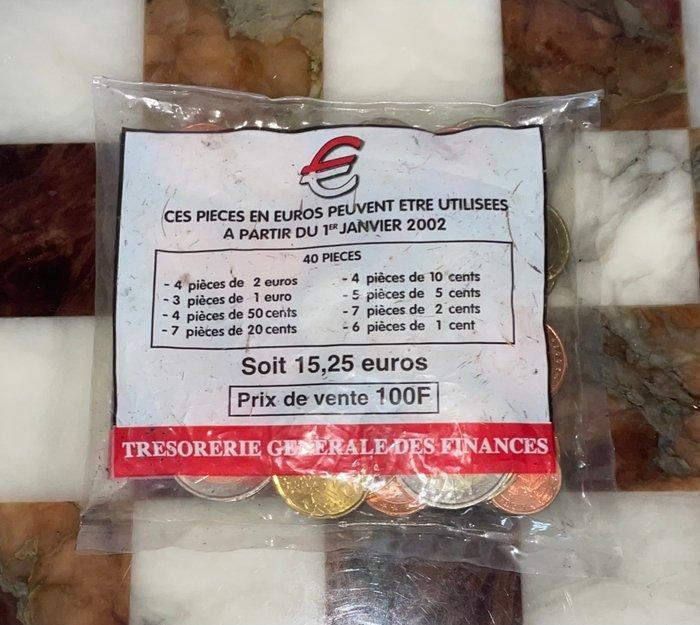 CES PIECES EN EUROS PEUVENT ETRE UTILISEES
A PARTIR DU 1ER JANVIER 2002
40 PIECES
- 4 pièces de 2 euros
- 3 pièces de 1 euro
- 4 pièces de 50 cents
- 7 pièces de 20 cents
- 4 pièces de 10 cents
- 5 pièces de 5 cents
- 7 pièces de 2 cents
- 6 pièces de 1 cent
Soit 15,25 euros
Prix de vente 100F
TRESORERIE GENERALE DES FINANCES